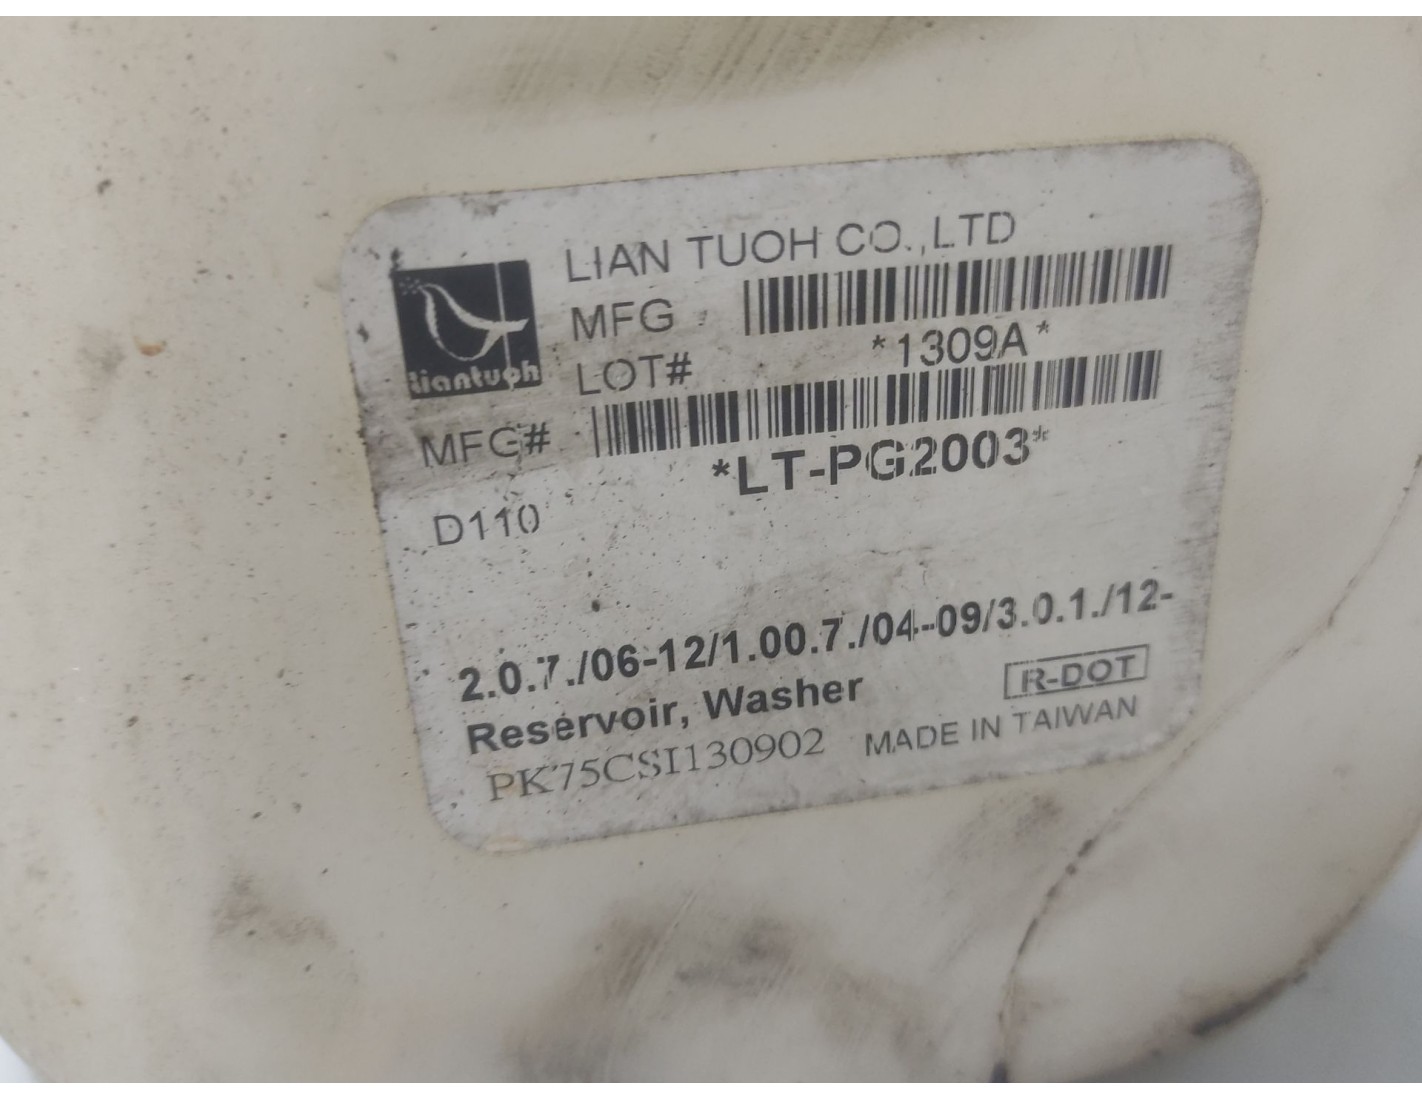 LIAN TUOH CO.,LTD
liantuoh
MFG
LOT#
*1309A*
MFG#
*LT-PG2003*
D110
2.0.7./06-12/1.00.7./04-09/3.0.1./12-
Reservoir, Washer
R-DOT
PK75CSI130902
MADE IN TAIWAN